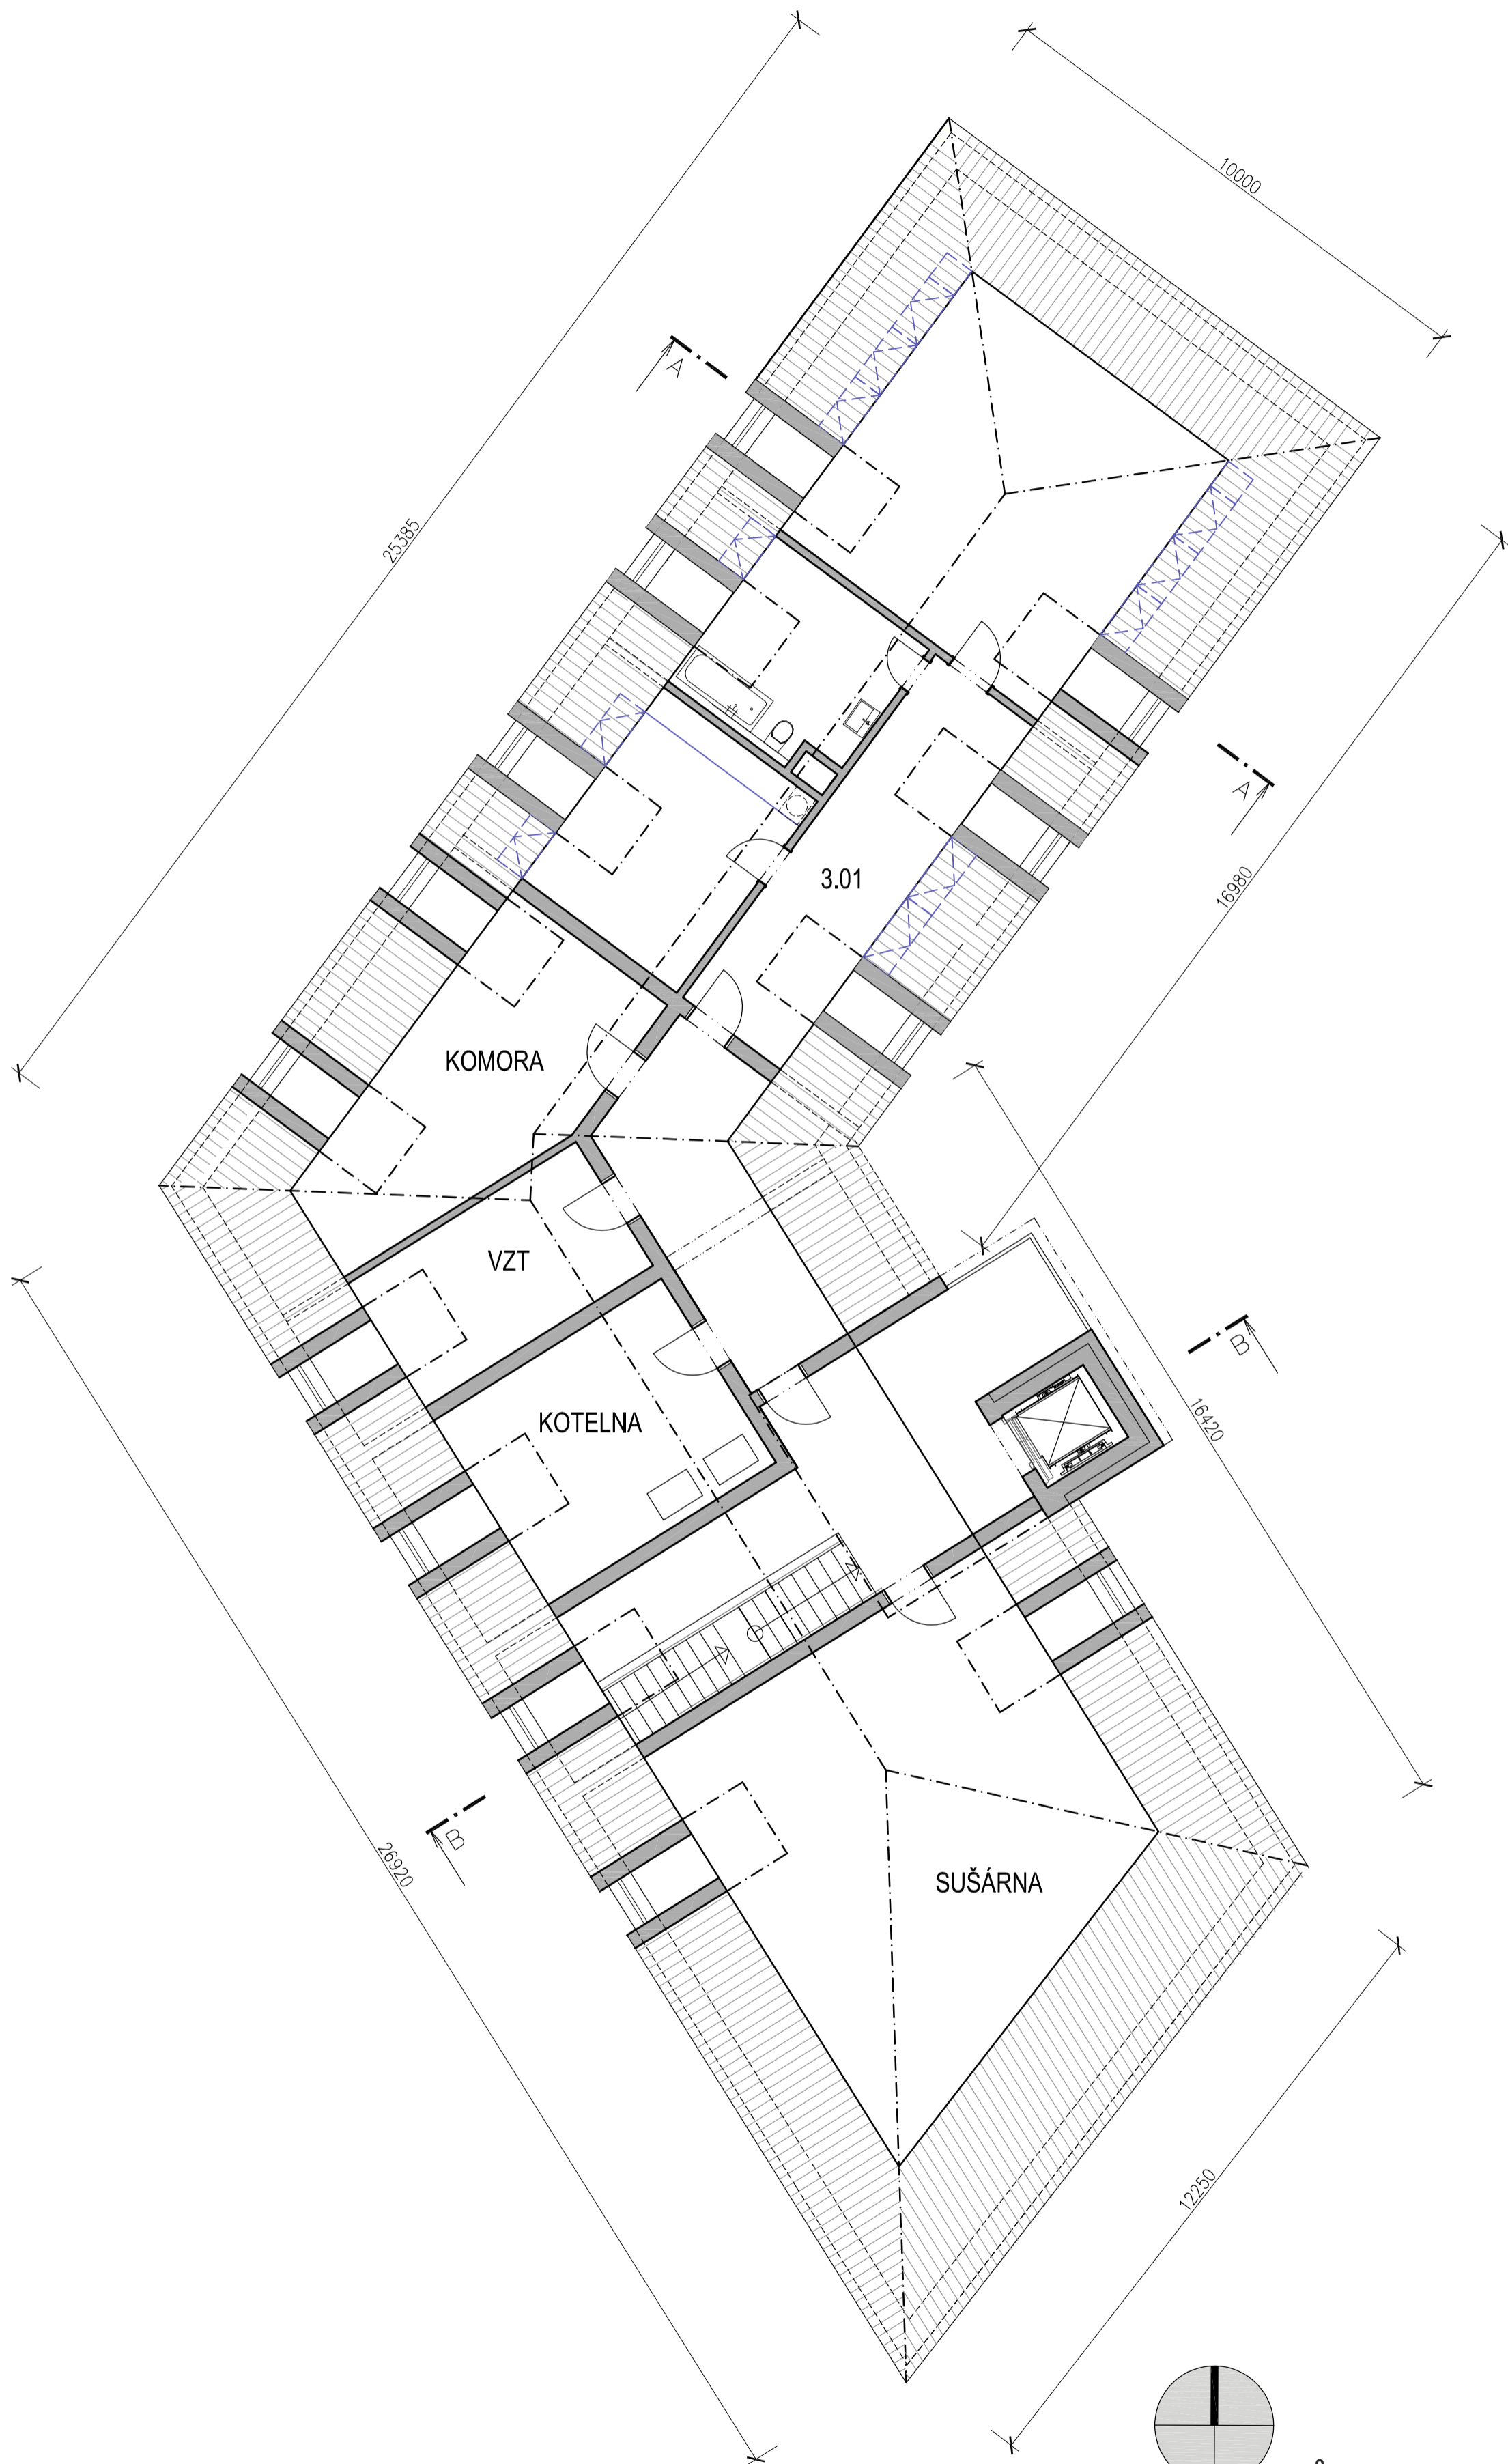 10000
A
25385
A
3.01
16980
KOMORA
VZT
B
16420
KOTELNA
B
26920
SUŠÁRNA
12250